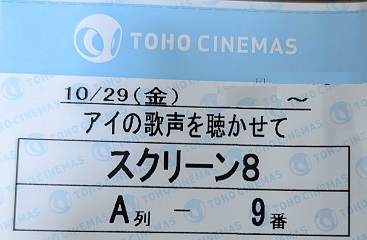 TOHO CINEMAS
10/29(金) ~
アイの歌声を聴かせて
スクリーン8
A列 ー 9番